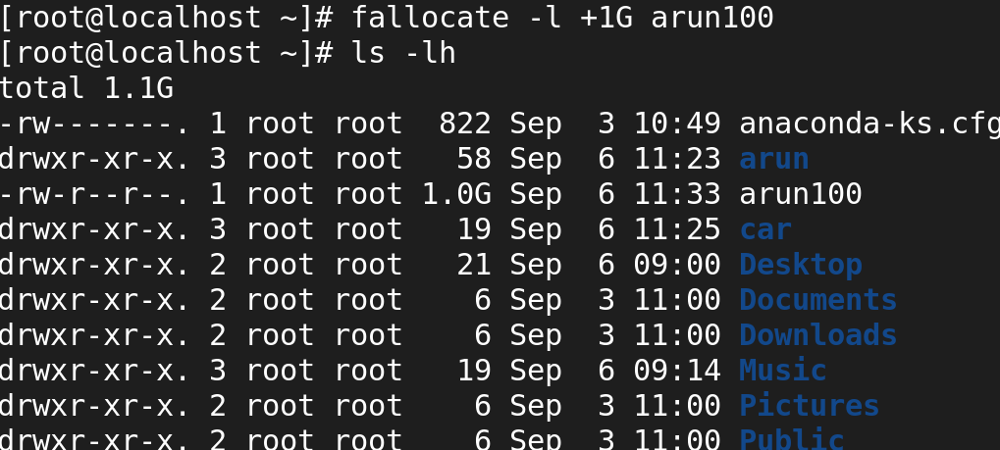 [root@localhost ~]# fallocate -l +1G arun100
[root@localhost ~]# ls -lh
total 1.1G
-rw-------. 1 root root  822 Sep  3 10:49 anaconda-ks.cfg
drwxr-xr-x. 3 root root   58 Sep  6 11:23 arun
-rw-r--r--. 1 root root 1.0G Sep  6 11:33 arun100
drwxr-xr-x. 3 root root   19 Sep  6 11:25 car
drwxr-xr-x. 2 root root   21 Sep  6 09:00 Desktop
drwxr-xr-x. 2 root root    6 Sep  3 11:00 Documents
drwxr-xr-x. 2 root root    6 Sep  3 11:00 Downloads
drwxr-xr-x. 3 root root   19 Sep  6 09:14 Music
drwxr-xr-x. 2 root root    6 Sep  3 11:00 Pictures
drwxr-xr-x. 2 root root    6 Sep  3 11:00 Public